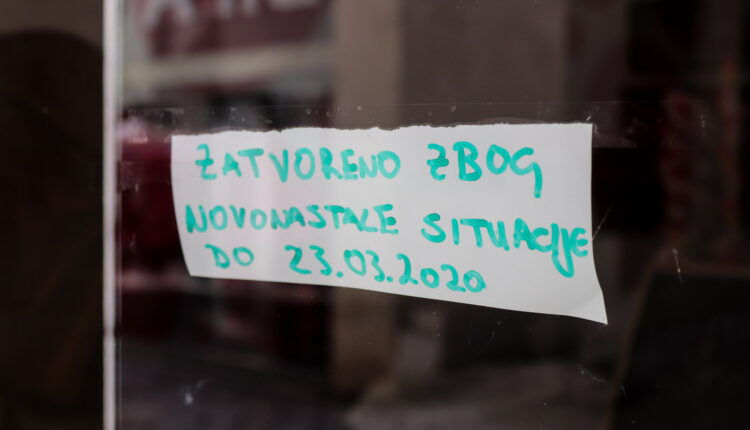 ZATVORENO ZBOG
NOVONASTALE SITUACIJE
DO 23.03.2020